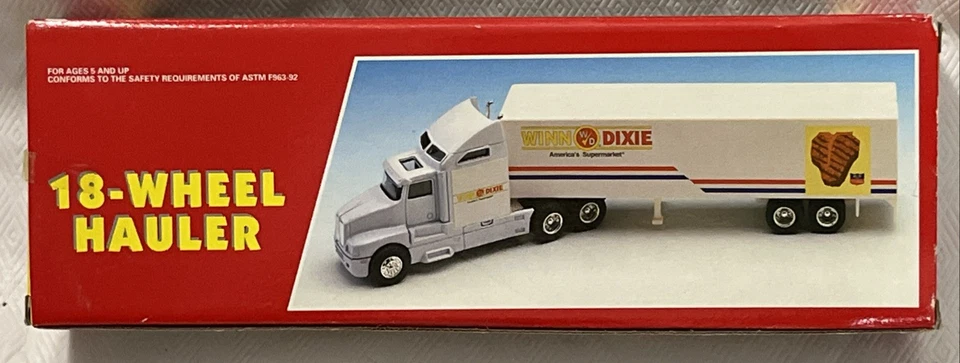 FOR AGES 5 AND UP
CONFORMS TO THE SAFETY REQUIREMENTS OF ASTM F963-92
18-WHEEL
HAULER
WINN W/D DIXIE
America's Supermarket
WINN DIXIE